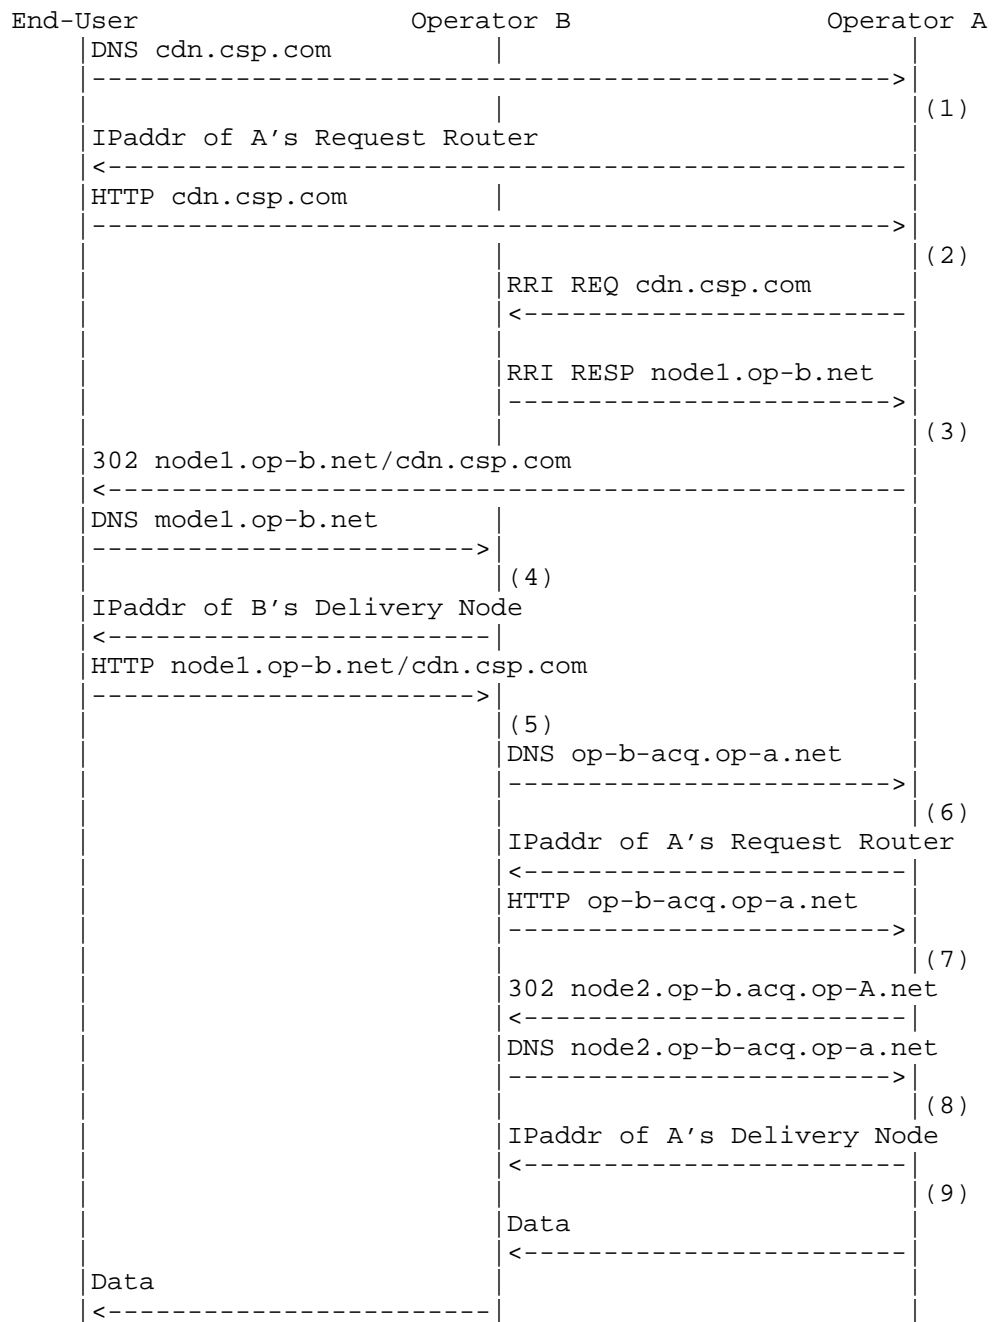 End-User Operator B Operator A
DNS cdn.csp.com
(1)
IPaddr of A's Request Router
HTTP cdn.csp.com
(2)
RRI REQ cdn.csp.com
RRI RESP node1.op-b.net
(3)
302 node1.op-b.net/cdn.csp.com
DNS mode1.op-b.net
(4)
IPaddr of B's Delivery Node
HTTP node1.op-b.net/cdn.csp.com
(5)
DNS op-b-acq.op-a.net
(6)
IPaddr of A's Request Router
HTTP op-b-acq.op-a.net
(7)
302 node2.op-b.acq.op-A.net
DNS node2.op-b-acq.op-a.net
(8)
IPaddr of A's Delivery Node
(9)
Data
Data